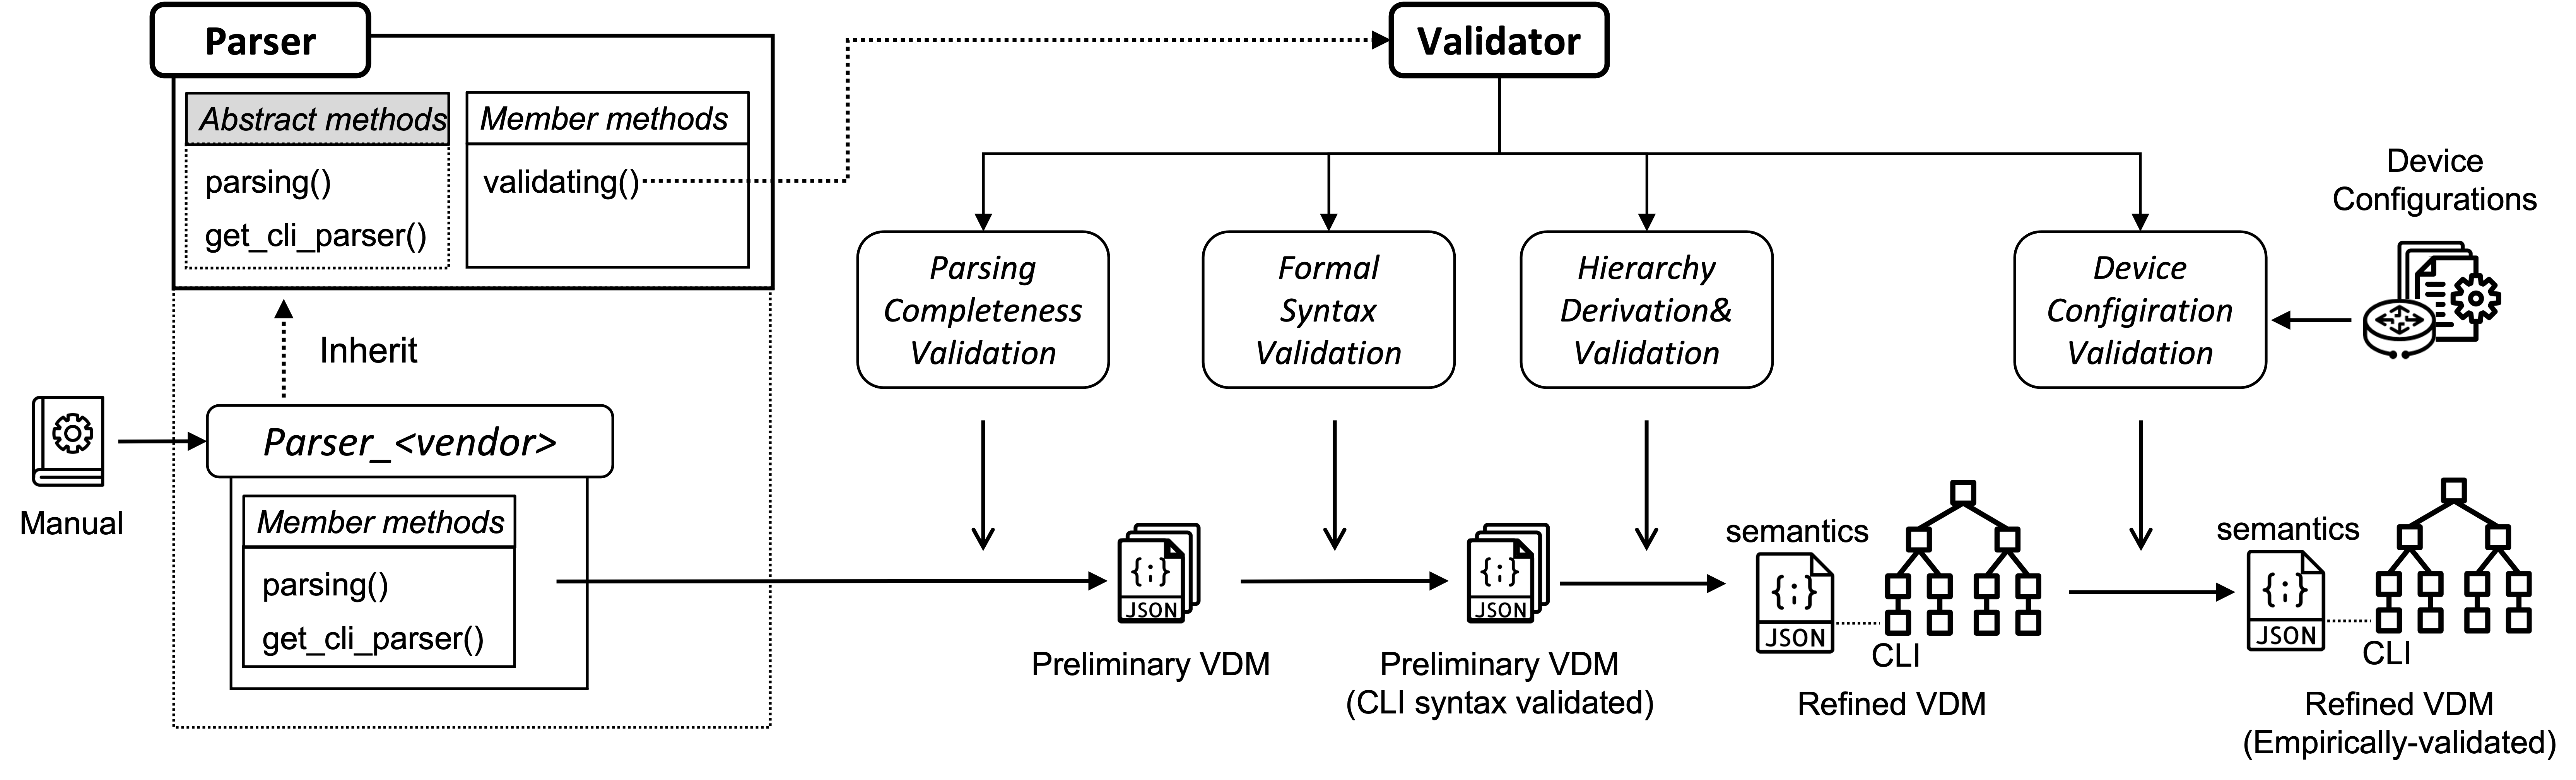 Parser
Abstract methods
parsing()
get_cli_parser()
Member methods
validating()
Inherit
Manual
Parser_<vendor>
Member methods
parsing()
get_cli_parser()
Validator
Parsing
Completeness
Validation
Formal
Syntax
Validation
Hierarchy
Derivation&
Validation
Device
Configiration
Validation
Device
Configurations
{:}
JSON
Preliminary VDM
{:}
JSON
Preliminary VDM
(CLI syntax validated)
semantics
{:}
JSON
CLI
Refined VDM
semantics
{:}
JSON
CLI
Refined VDM
(Empirically-validated)